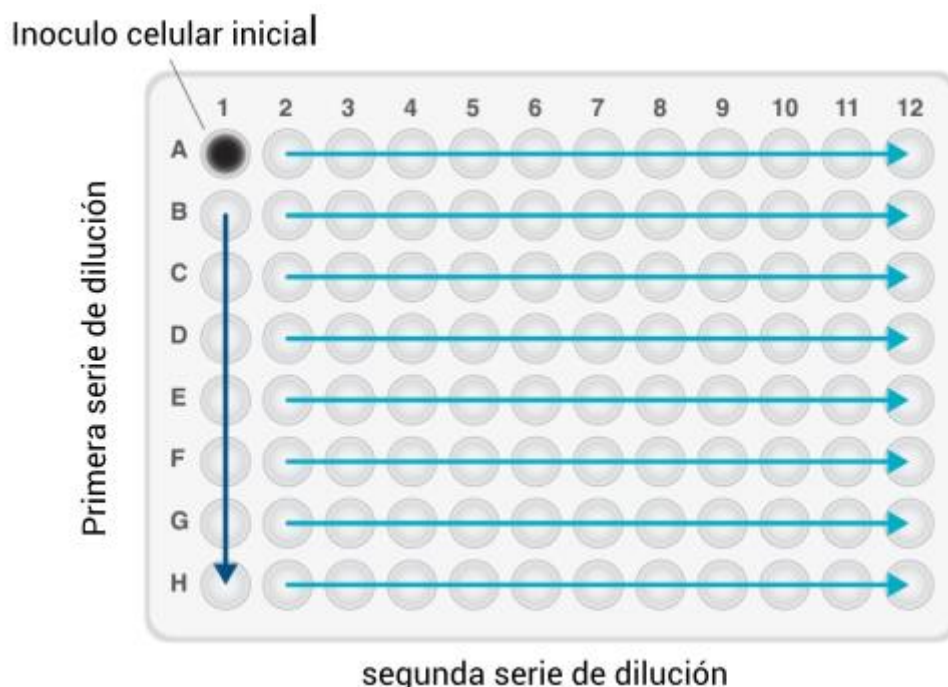 Inoculo celular inicial
1 2 3 4 5 6 7 8 9 10 11 12
A
B
C
D
E
F
G
H
Primera serie de dilución
segunda serie de dilución